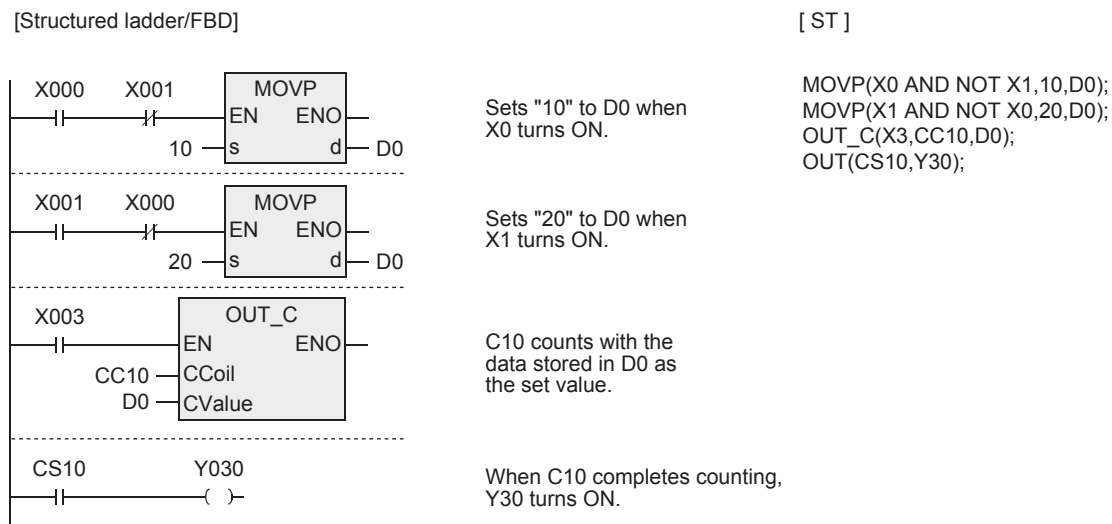 [Structured ladder/FBD]
[ ST ]
X000 X001 MOVP
EN ENO
10 s d D0
Sets "10" to D0 when
X0 turns ON.
MOVP(X0 AND NOT X1,10,D0);
MOVP(X1 AND NOT X0,20,D0);
OUT_C(X3,CC10,D0);
OUT(CS10,Y30);
X001 X000 MOVP
EN ENO
20 s d D0
Sets "20" to D0 when
X1 turns ON.
X003 OUT_C
EN ENO
CC10 CCoil
D0 CValue
C10 counts with the
data stored in D0 as
the set value.
CS10 Y030
When C10 completes counting,
Y30 turns ON.